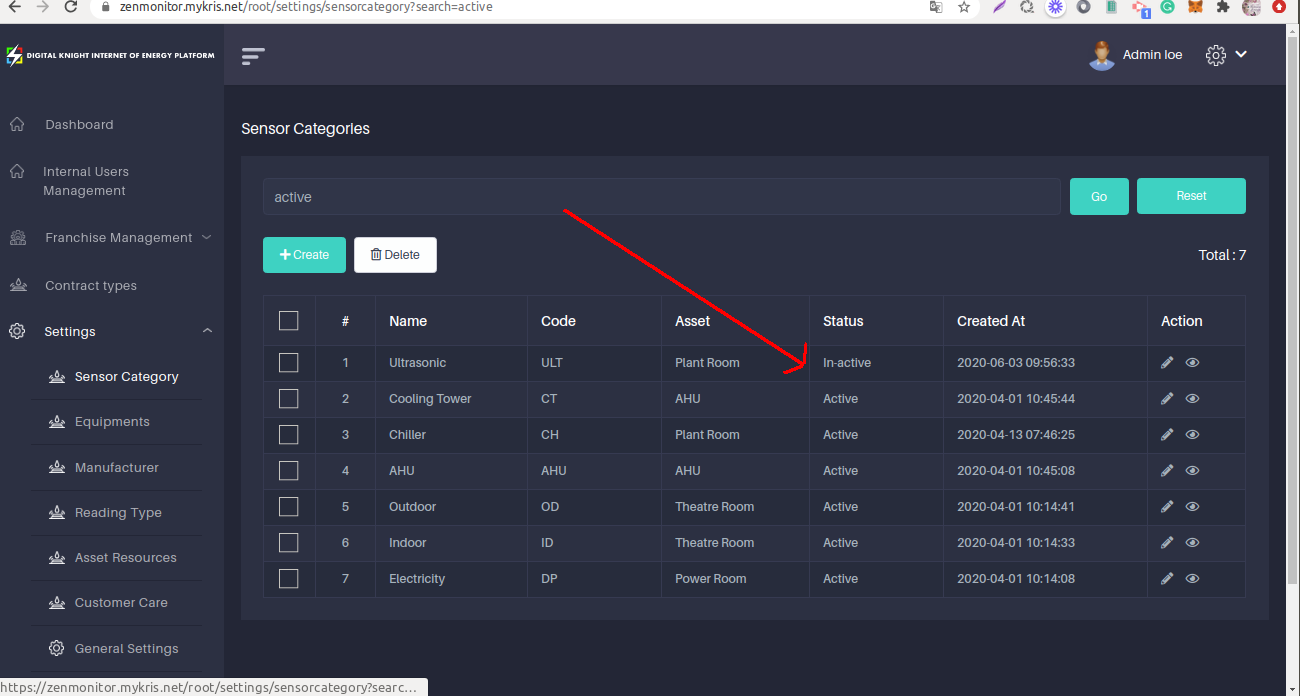 zenmonitor.mykris.net/root/settings/sensorcategory?search=active
1
DIGITAL KNIGHT INTERNET OF ENERGY PLATFORM
Admin Ioe
Dashboard
Internal Users
Management
Franchise Management
Contract types
Settings
Sensor Category
Equipments
Manufacturer
Reading Type
Asset Resources
Customer Care
General Settings
Sensor Categories
active
Go
Reset
+ Create
Delete
Total : 7
# Name Code Asset Status Created At Action
1 Ultrasonic ULT Plant Room In-active 2020-06-03 09:56:33
2 Cooling Tower CT AHU Active 2020-04-01 10:45:44
3 Chiller CH Plant Room Active 2020-04-13 07:46:25
4 AHU AHU AHU Active 2020-04-01 10:45:08
5 Outdoor OD Theatre Room Active 2020-04-01 10:14:41
6 Indoor ID Theatre Room Active 2020-04-01 10:14:33
7 Electricity DP Power Room Active 2020-04-01 10:14:08
https://zenmonitor.mykris.net/root/settings/sensorcategory?searc...